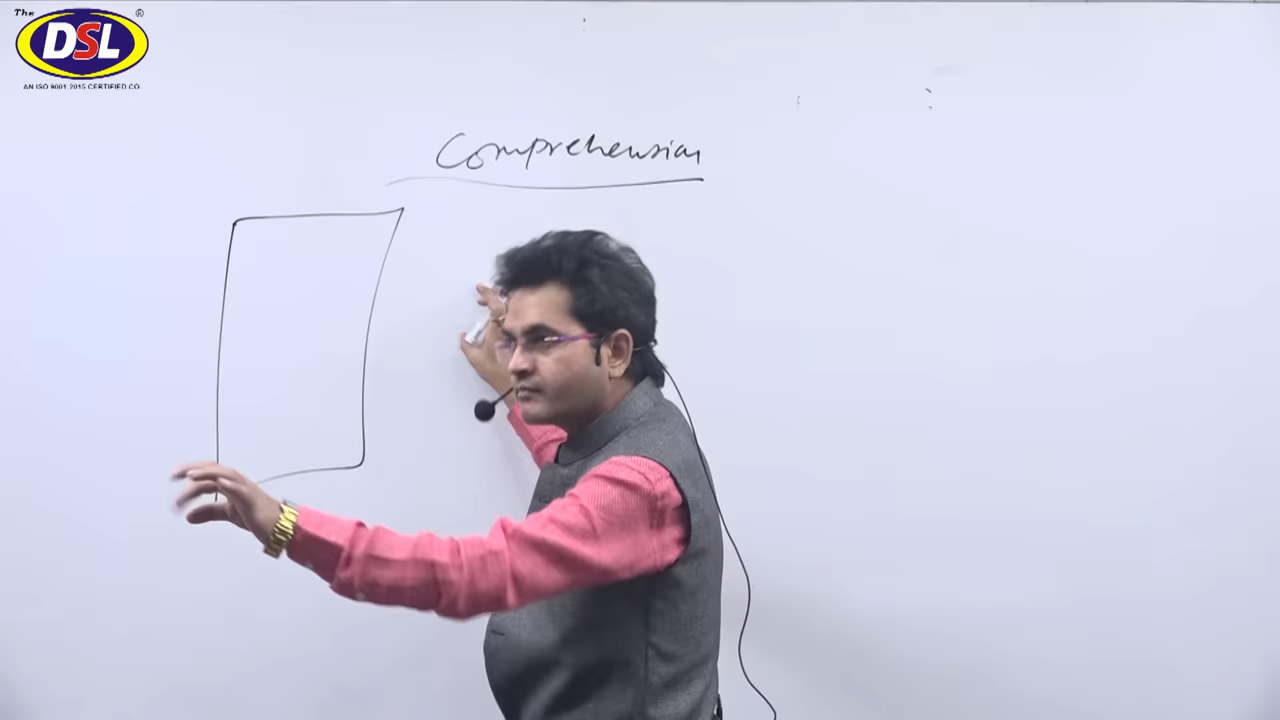 The
DSL
®
AN ISO 9001:2015 CERTIFIED CO
Comprehension